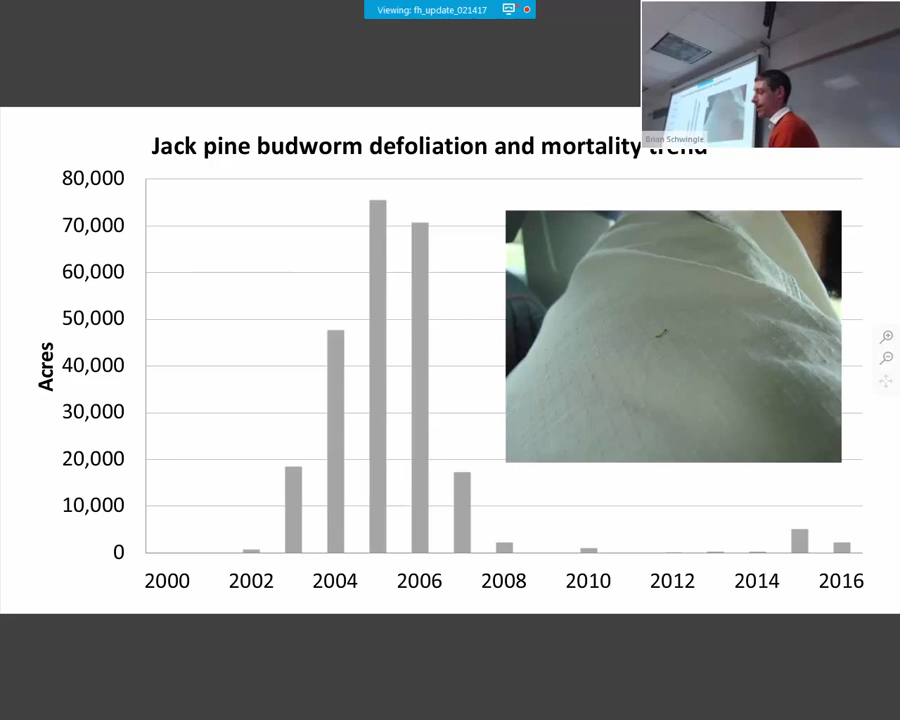 Viewing: fh_update_021417
Brian Schwingle
Jack pine budworm defoliation and mortality trend
80,000
70,000
60,000
50,000
40,000
30,000
20,000
10,000
0
Acres
2000 2002 2004 2006 2008 2010 2012 2014 2016